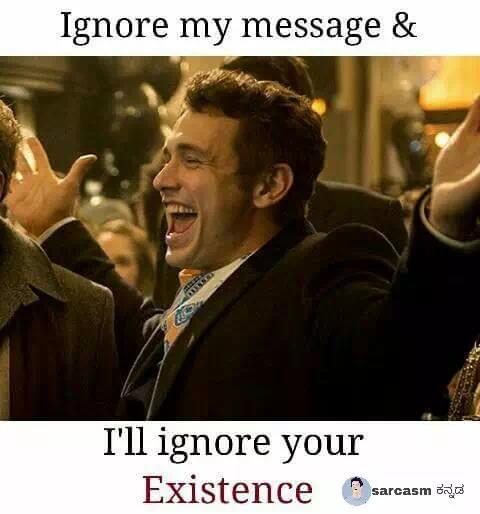 Ignore my message &
I'll ignore your
Existence
sarcasm ಕನ್ನಡ